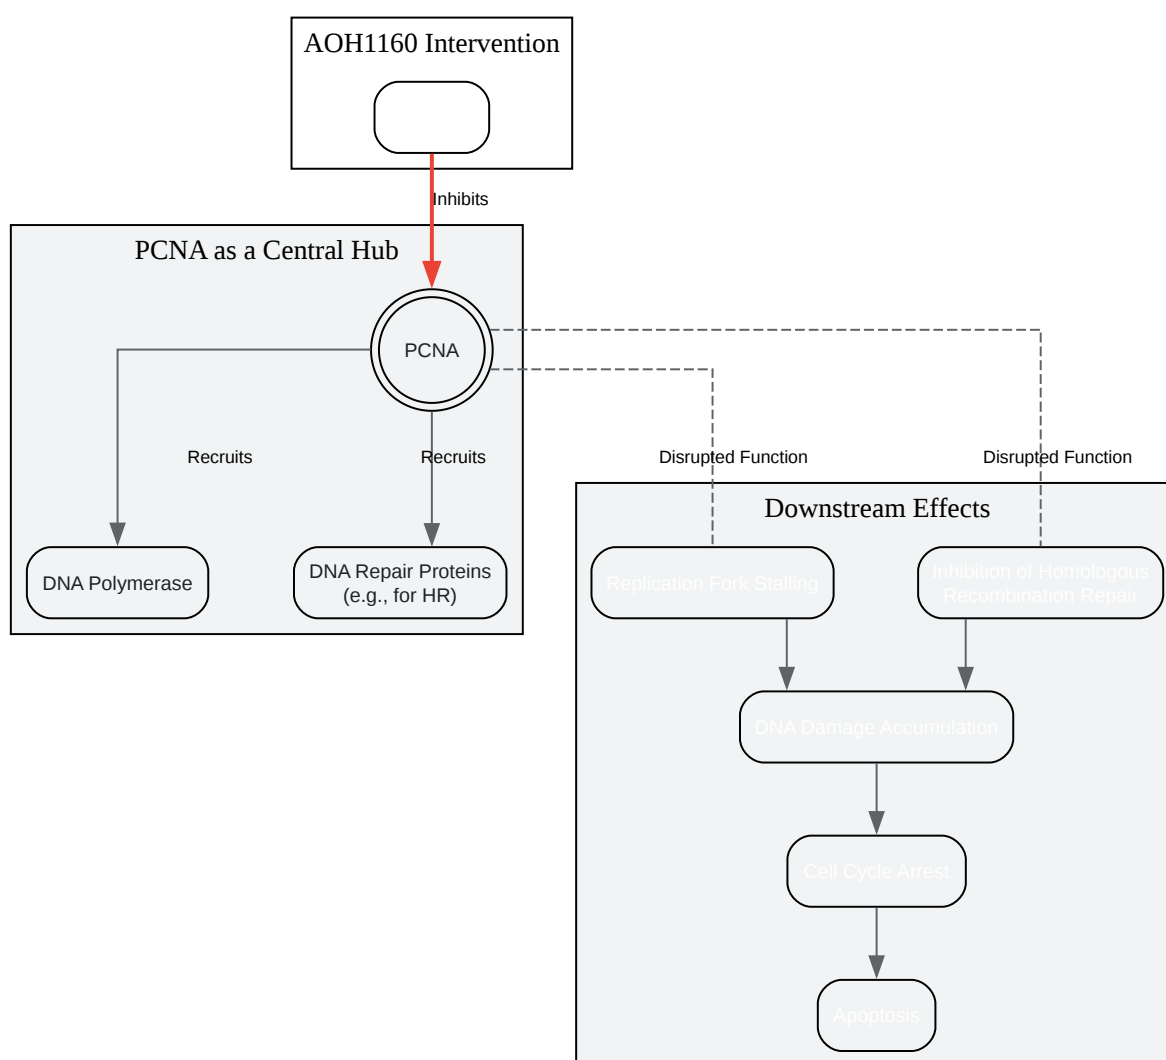 AOH1160 Intervention
Inhibits
PCNA as a Central Hub
PCNA
Recruits
Recruits
Disrupted Function
Disrupted Function
Downstream Effects
DNA Polymerase
DNA Repair Proteins
(e.g., for HR)
Replication Fork Stalling
Inhibition of Homologous
Recombination Repair
DNA Damage Accumulation
Cell Cycle Arrest
Apoptosis